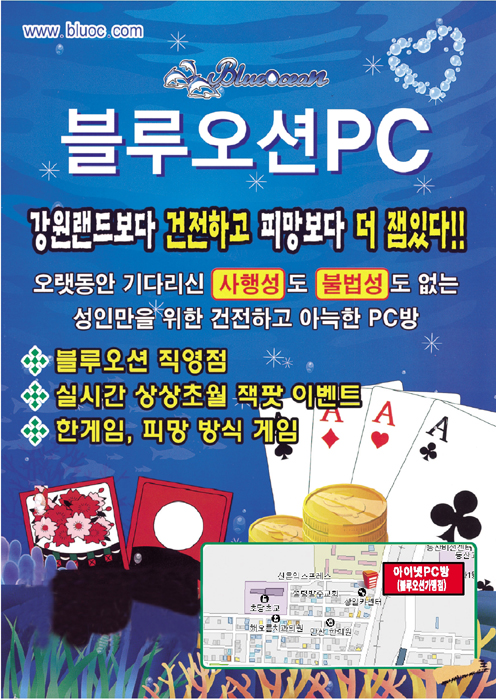 www.bluoc.com
BlueOcean
블루오션PC
강원랜드보다 건전하고 피망보다 더 잼있다!!
오랫동안 기다리신 사행성도 불법성도 없는
성인만을 위한 건전하고 아늑한 PC방
블루오션 직영점
실시간 상상초월 잭팟 이벤트
한게임, 피망 방식 게임
A
A
A
A
아이넷PC방
(블루오션가맹점)
초당초교